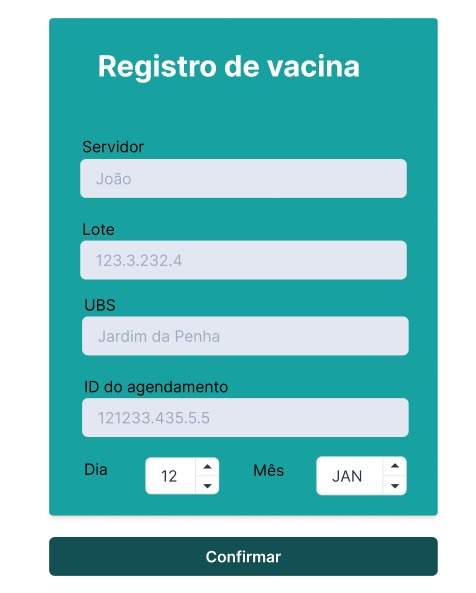 Registro de vacina
Servidor
João
Lote
123.3.232.4
UBS
Jardim da Penha
ID do agendamento
121233.435.5.5
Dia 12 Mês JAN
Confirmar